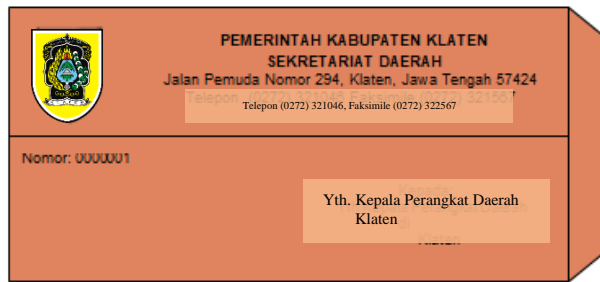 PEMERINTAH KABUPATEN KLATEN
SEKRETARIAT DAERAH
Jalan Pemuda Nomor 294, Klaten, Jawa Tengah 57424
Telepon (0272) 321046, Faksimile (0272) 322567
Nomor: 0000001
Yth. Kepala Perangkat Daerah
Klaten